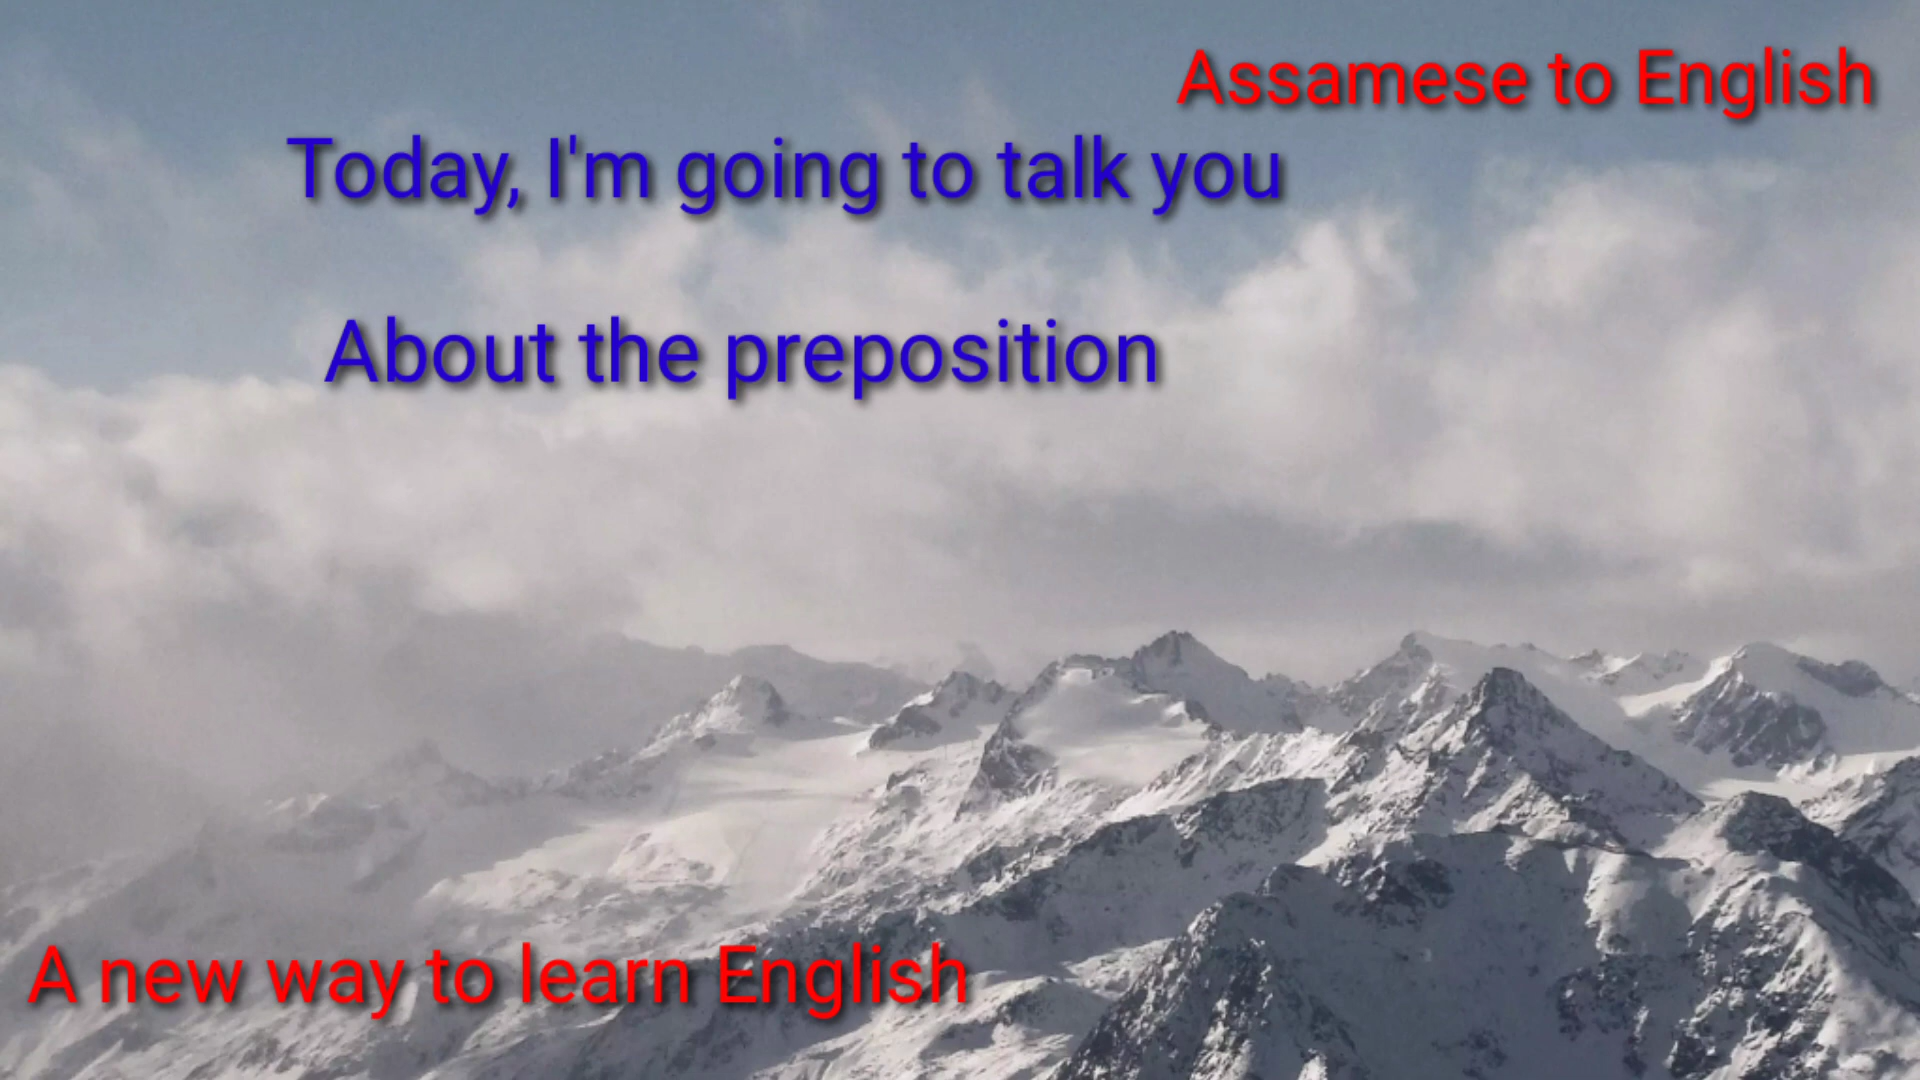 Assamese to English
Today, I'm going to talk you
About the preposition
A new way to learn English